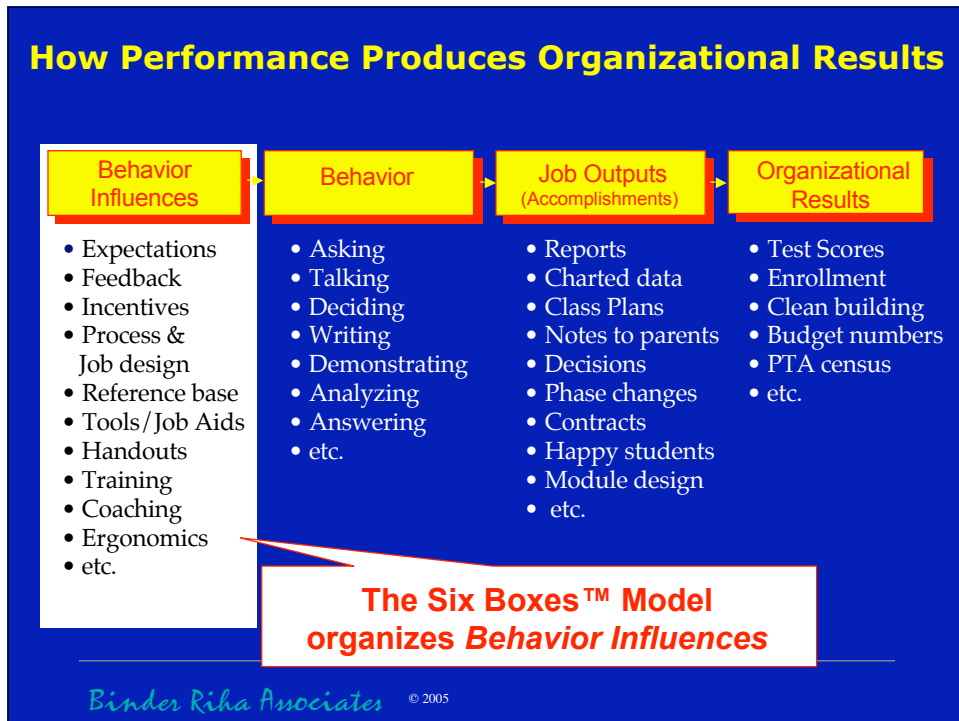 How Performance Produces Organizational Results
Behavior
Influences
• Expectations
• Feedback
• Incentives
• Process &
Job design
• Reference base
• Tools/Job Aids
• Handouts
• Training
• Coaching
• Ergonomics
• etc.
Behavior
• Asking
• Talking
• Deciding
• Writing
• Demonstrating
• Analyzing
• Answering
• etc.
Job Outputs
(Accomplishments)
• Reports
• Charted data
• Class Plans
• Notes to parents
• Decisions
• Phase changes
• Contracts
• Happy students
• Module design
• etc.
Organizational
Results
• Test Scores
• Enrollment
• Clean building
• Budget numbers
• PTA census
• etc.
The Six Boxes™ Model
organizes Behavior Influences
Binder Riha Associates © 2005